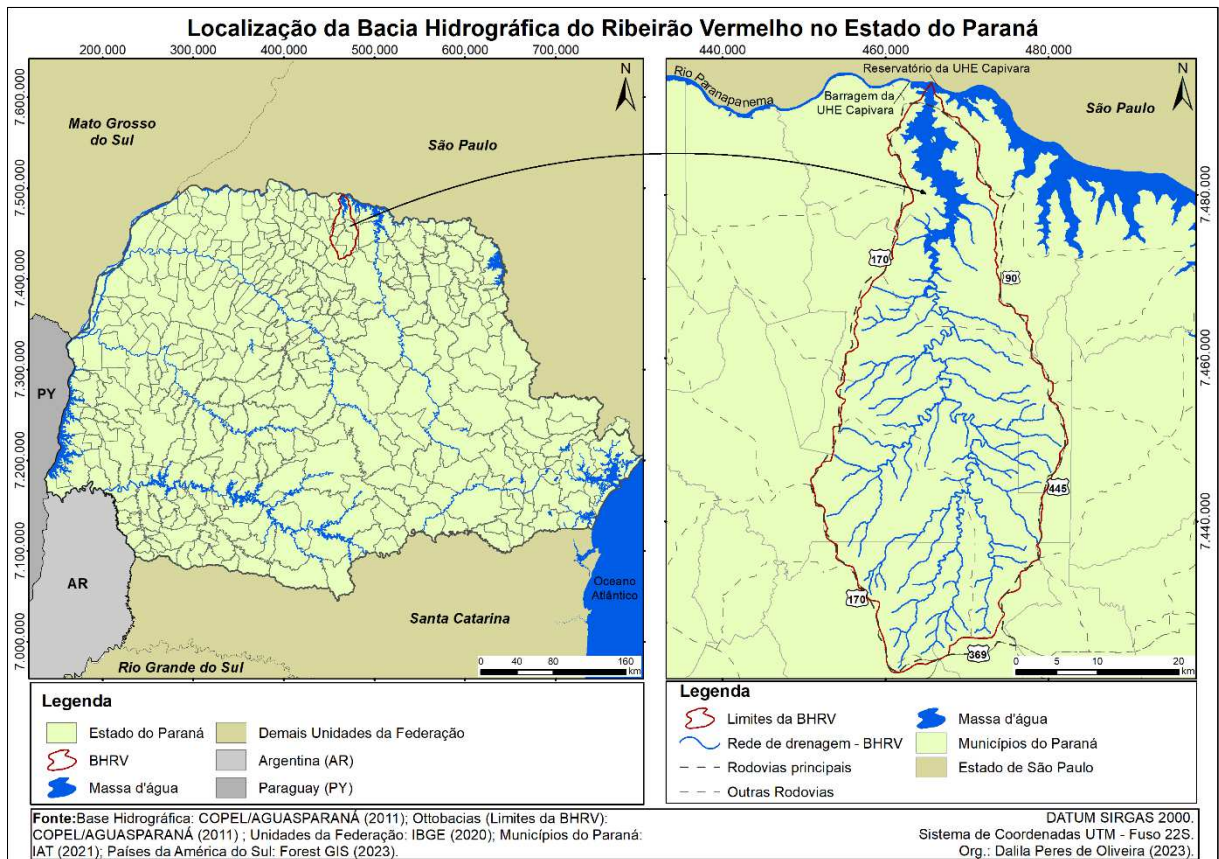 Localização da Bacia Hidrográfica do Ribeirão Vermelho no Estado do Paraná
200.000 300.000 400.000 500.000 600.000 700.000
7.800.000
7.500.000
7.400.000
7.300.000
7.200.000
7.100.000
7.000.000
N
Mato Grosso
do Sul
São Paulo
PY
AR
Oceano
Atlântico
Santa Catarina
Rio Grande do Sul
0 40 80 160
km
440.000 460.000 480.000
Reservatório da UHE Capivara
Rio Paranapanema
Barragem da
UHE Capivara
N
São Paulo
7.480.000
7.460.000
7.440.000
170
90
445
170
369
0 5 10 20
km
Legenda
Estado do Paraná
BHRV
Massa d'água
Demais Unidades da Federação
Argentina (AR)
Paraguay (PY)
Legenda
Limites da BHRV
Rede de drenagem - BHRV
Rodovias principais
Outras Rodovias
Massa d'água
Municípios do Paraná
Estado de São Paulo
Fonte:Base Hidrográfica: COPEL/AGUASPARANÁ (2011); Ottobacias (Limites da BHRV):
COPEL/AGUASPARANÁ (2011) ; Unidades da Federação: IBGE (2020); Municípios do Paraná:
IAT (2021); Países da América do Sul: Forest GIS (2023).
DATUM SIRGAS 2000.
Sistema de Coordenadas UTM - Fuso 22S.
Org.: Dalila Peres de Oliveira (2023).